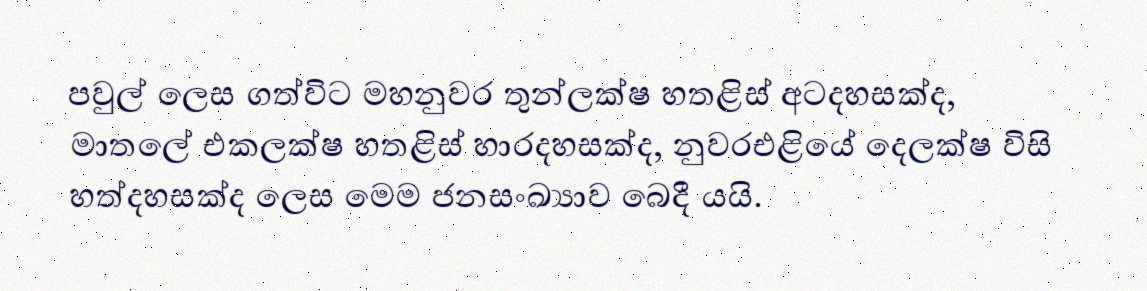 පවුල් ලෙස ගත්විට මහනුවර තුන්ලක්ෂ හතළිස් අටදහසක්ද,
මාතලේ එකලක්ෂ හතළිස් හාරදහසක්ද, නුවරඑළියේ දෙලක්ෂ විසි
හත්දහසක්ද ලෙස මෙම ජනසංඛ්‍යාව බෙදී යයි.